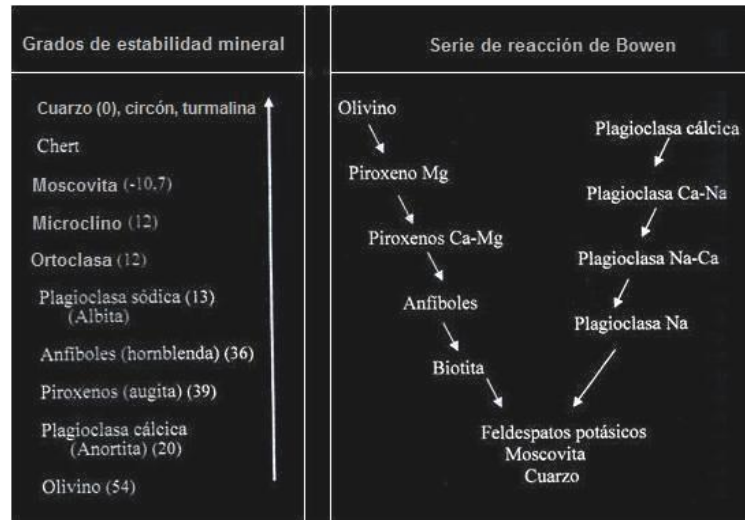 Grados de estabilidad mineral
Cuarzo (0), circón, turmalina
Chert
Moscovita (-10,7)
Microclino (12)
Ortoclasa (12)
Plagioclasa sódica (13)
(Albita)
Anfíboles (hornblenda) (36)
Piroxenos (augita) (39)
Plagioclasa cálcica
(Anortita) (20)
Olivino (54)
Serie de reacción de Bowen
Olivino
Piroxeno Mg
Piroxenos Ca-Mg
Anfíboles
Biotita
Plagioclasa cálcica
Plagioclasa Ca-Na
Plagioclasa Na-Ca
Plagioclasa Na
Feldespatos potásicos
Moscovita
Cuarzo